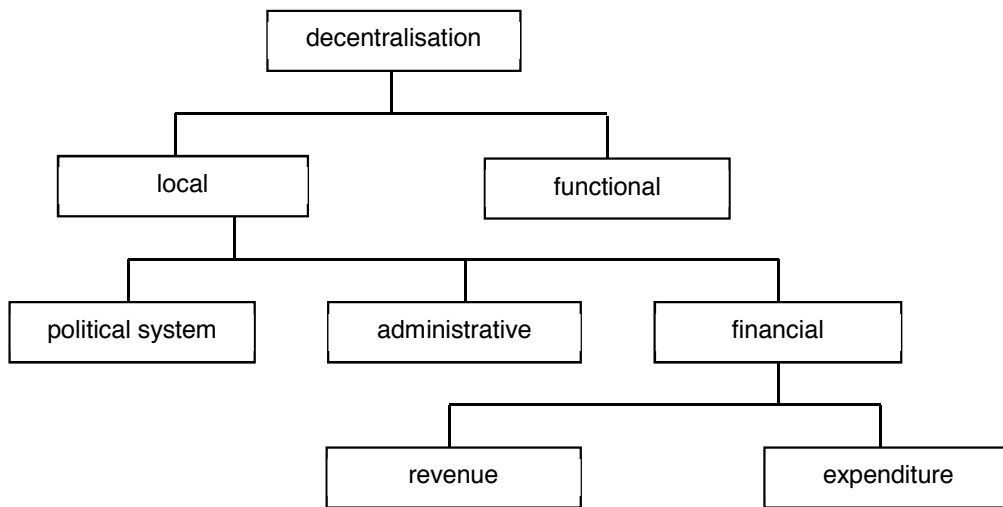 decentralisation
local
functional
political system
administrative
financial
revenue
expenditure